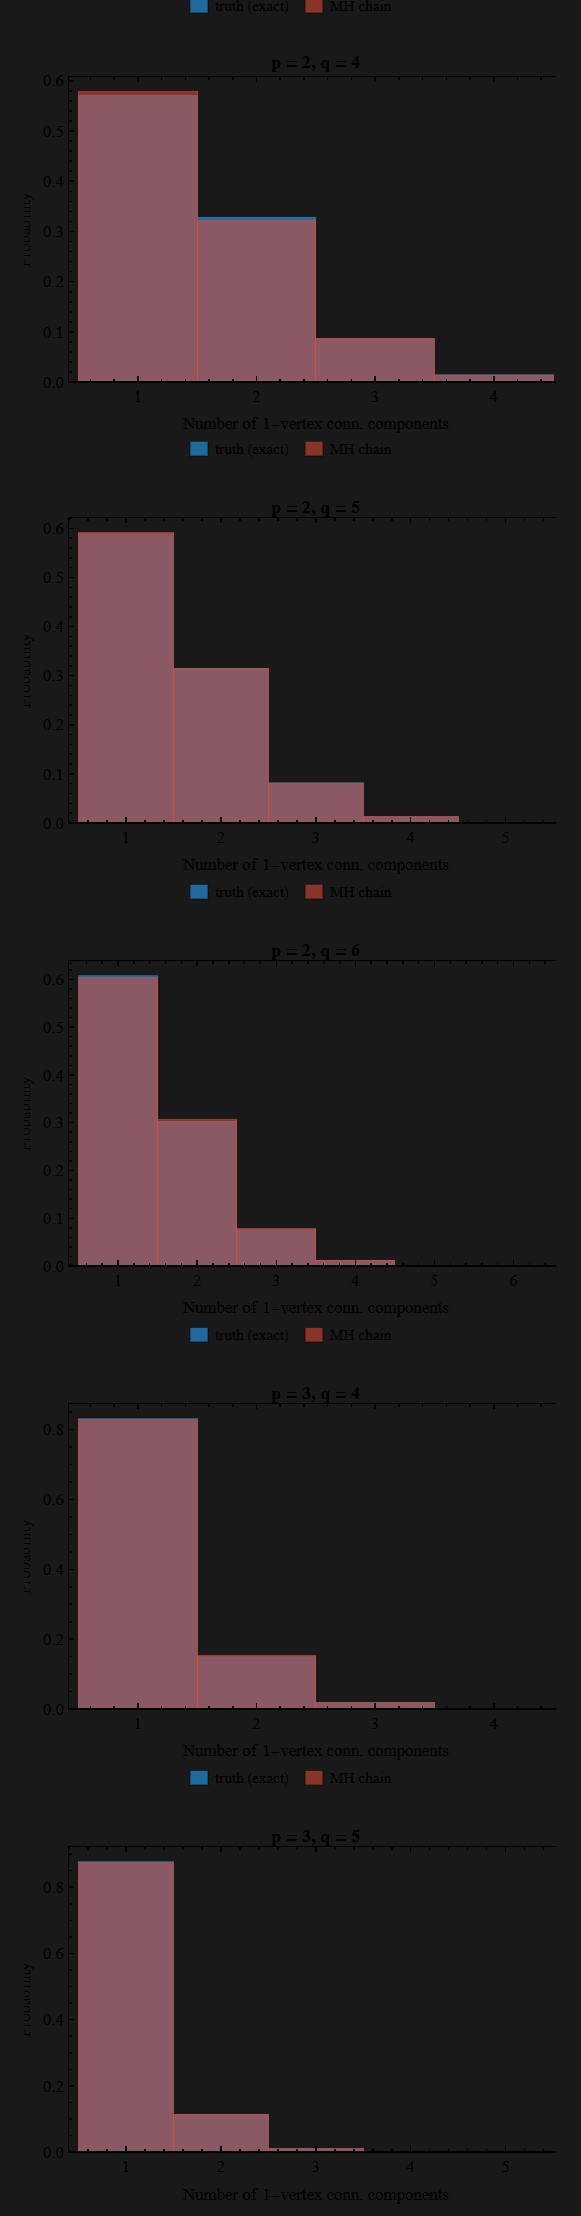 truth (exact) MH chain
p = 2, q = 4
0.6
0.5
0.4
0.3
0.2
0.1
0.0
Probability
1 2 3 4
Number of 1−vertex conn. components
truth (exact) MH chain
p = 2, q = 5
0.6
0.5
0.4
0.3
0.2
0.1
0.0
Probability
1 2 3 4 5
Number of 1−vertex conn. components
truth (exact) MH chain
p = 2, q = 6
0.6
0.5
0.4
0.3
0.2
0.1
0.0
Probability
1 2 3 4 5 6
Number of 1−vertex conn. components
truth (exact) MH chain
p = 3, q = 4
0.8
0.6
0.4
0.2
0.0
Probability
1 2 3 4
Number of 1−vertex conn. components
truth (exact) MH chain
p = 3, q = 5
0.8
0.6
0.4
0.2
0.0
Probability
1 2 3 4 5
Number of 1−vertex conn. components